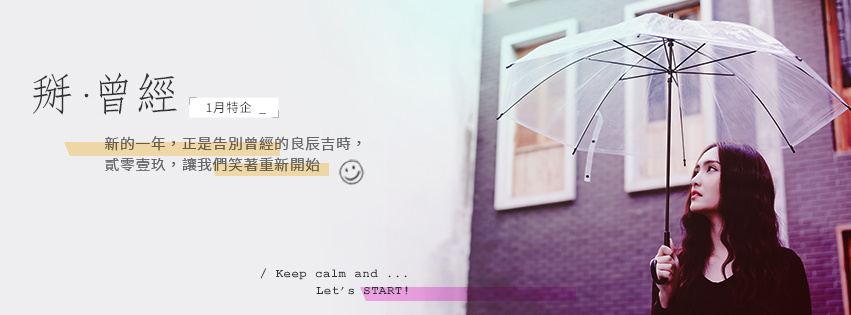 掰·曾經
1月特企 _
新的一年，正是告別曾經的良辰吉時，
貳零壹玖，讓我們笑著重新開始
/ Keep calm and ...
Let's START!